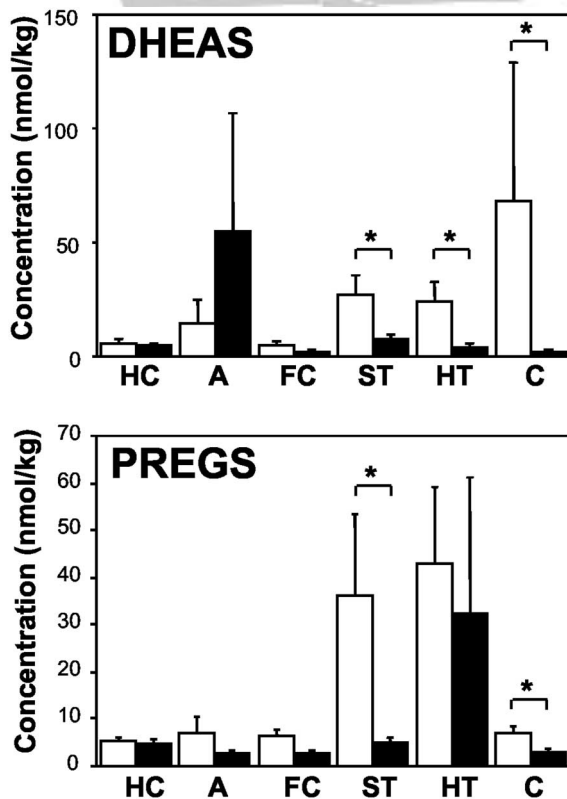 DHEAS
Concentration (nmol/kg)
150
*
100
50
* *
0
HC A FC ST HT C
PREGS
Concentration (nmol/kg)
70
60
*
50
40
30
20
*
10
0
HC A FC ST HT C